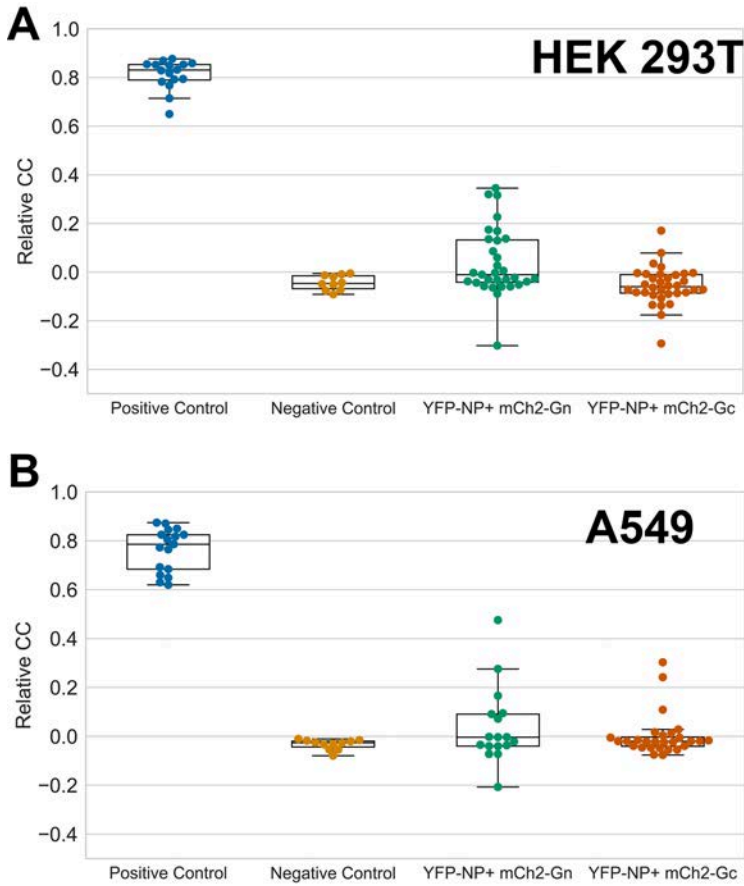 A
HEK 293T
Relative CC
1.0
0.8
0.6
0.4
0.2
0.0
−0.2
−0.4
Positive Control
Negative Control
YFP-NP+ mCh2-Gn
YFP-NP+ mCh2-Gc
B
A549
Relative CC
1.0
0.8
0.6
0.4
0.2
0.0
−0.2
−0.4
Positive Control
Negative Control
YFP-NP+ mCh2-Gn
YFP-NP+ mCh2-Gc